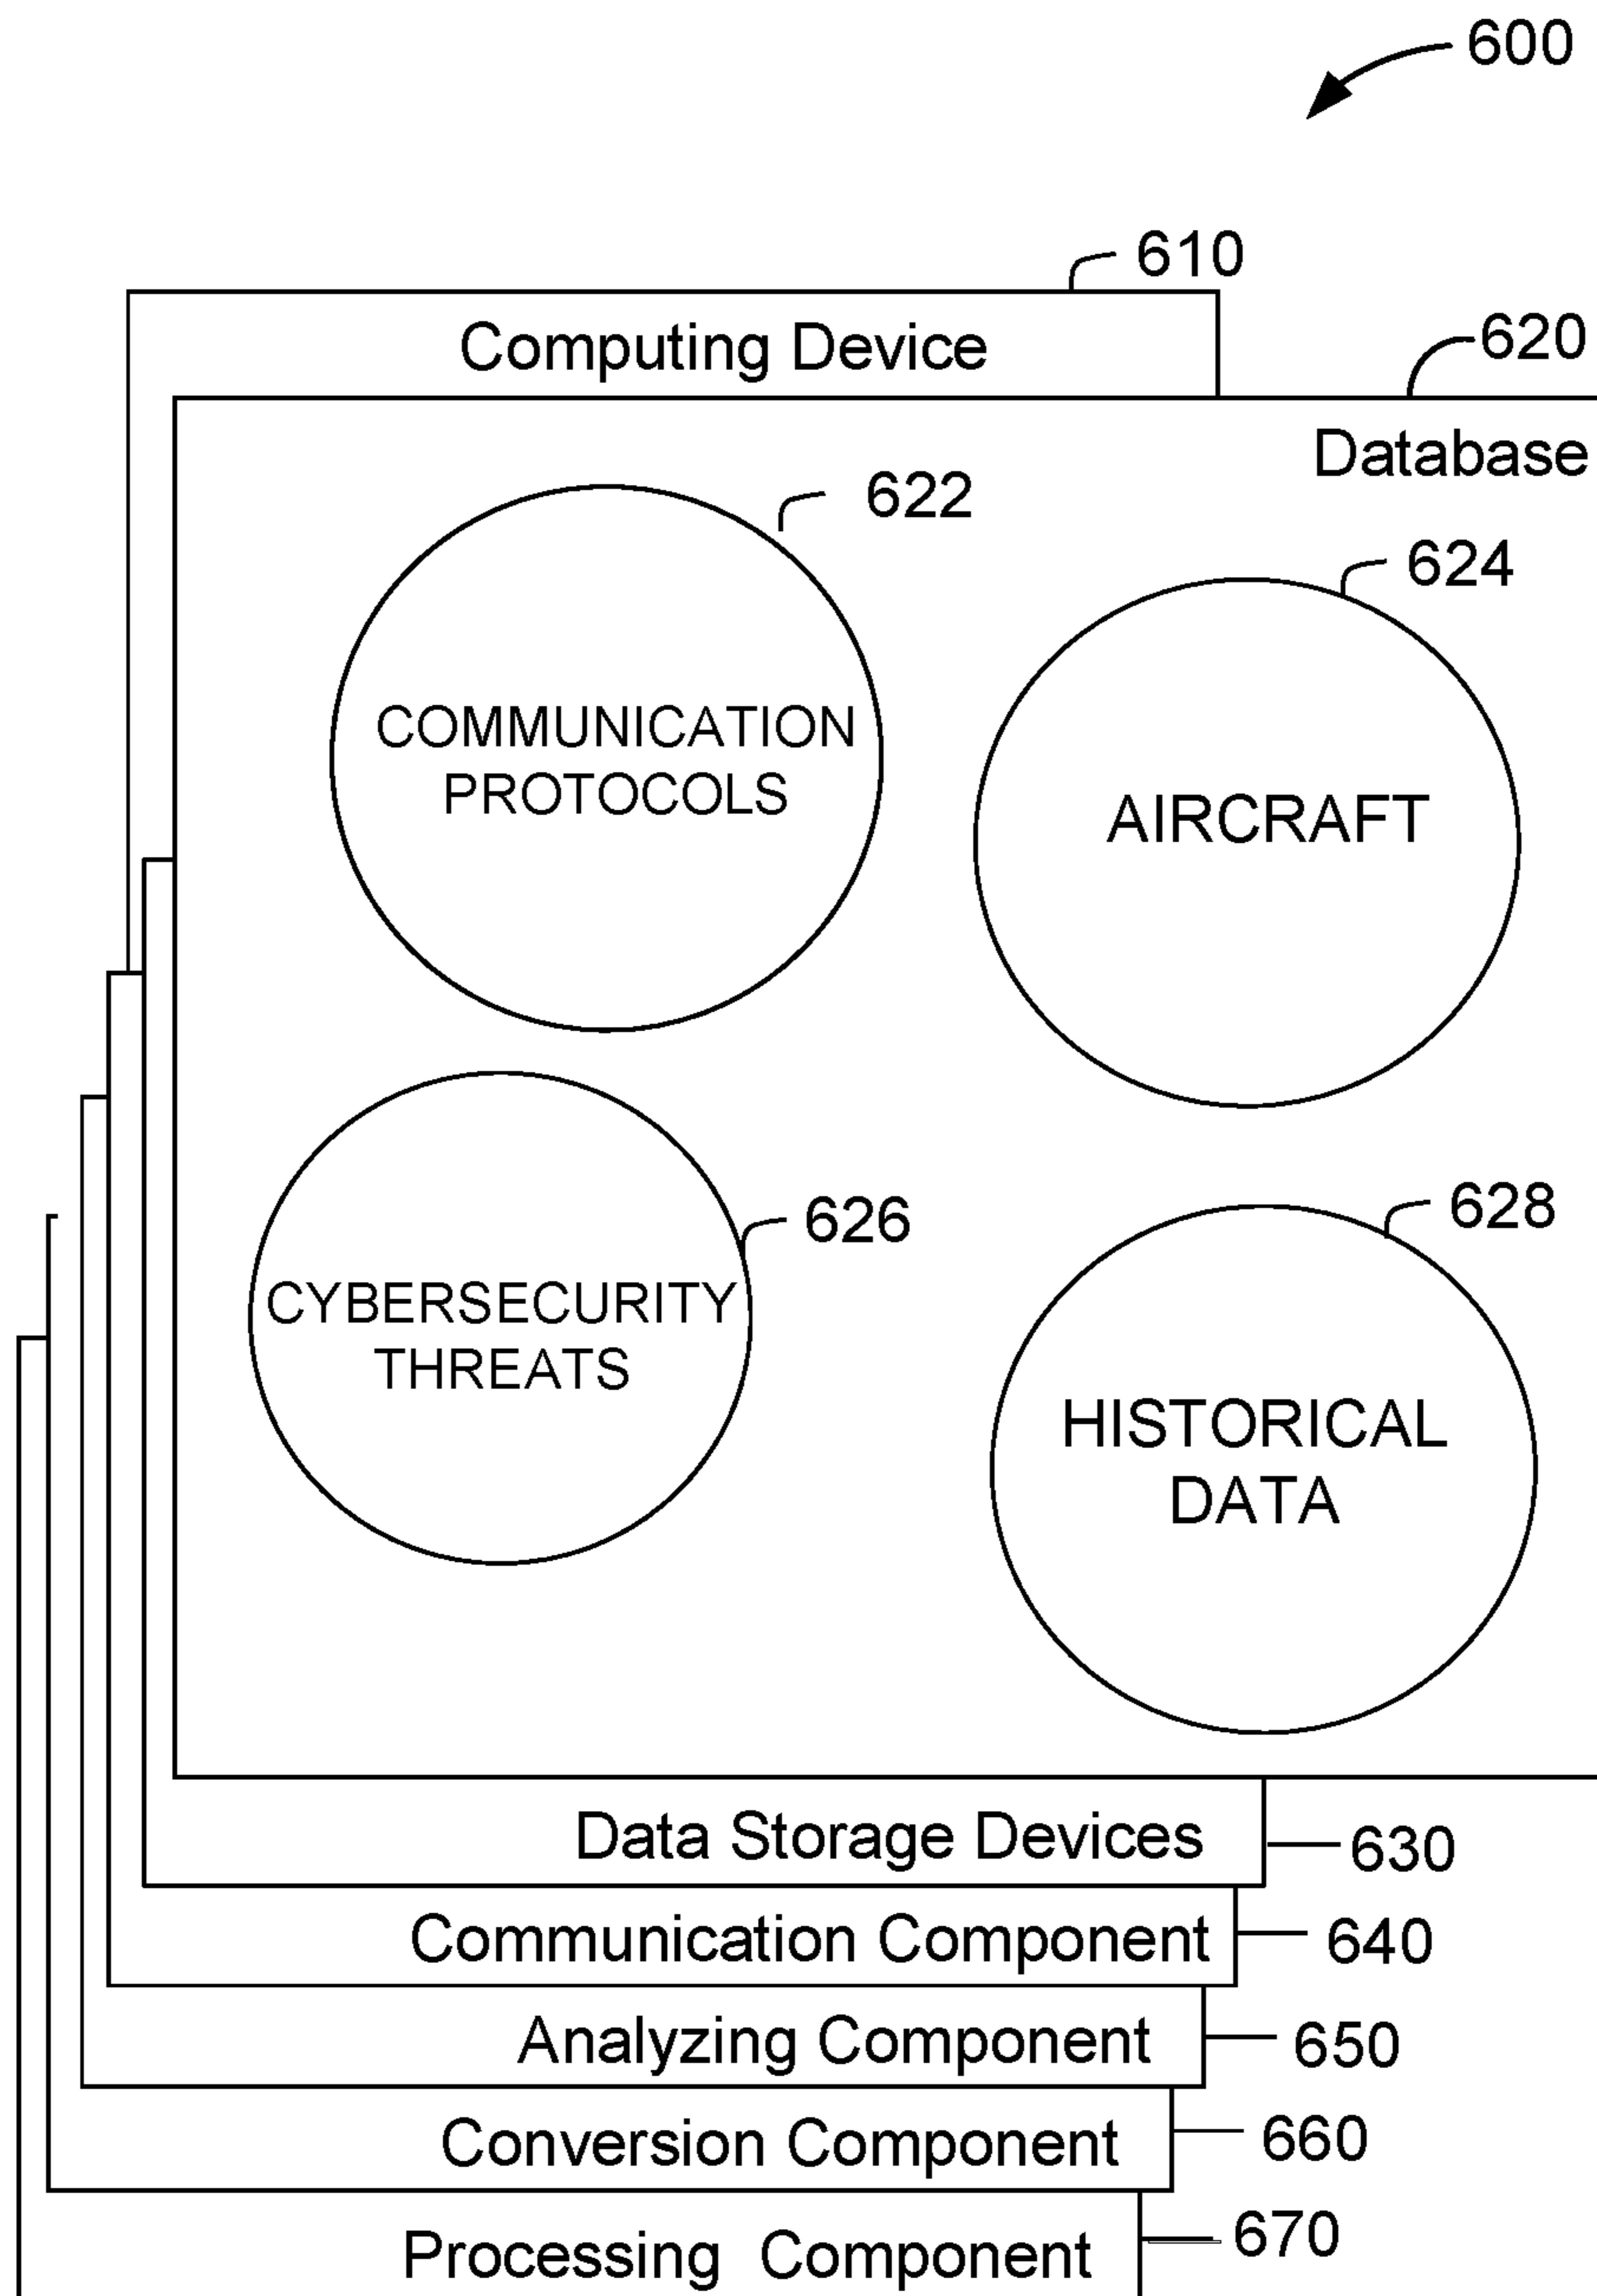 600
610
Computing Device
620
Database
622
624
COMMUNICATION
PROTOCOLS
AIRCRAFT
626
628
CYBERSECURITY
THREATS
HISTORICAL
DATA
Data Storage Devices
630
Communication Component
640
Analyzing Component
650
Conversion Component
660
Processing Component
670